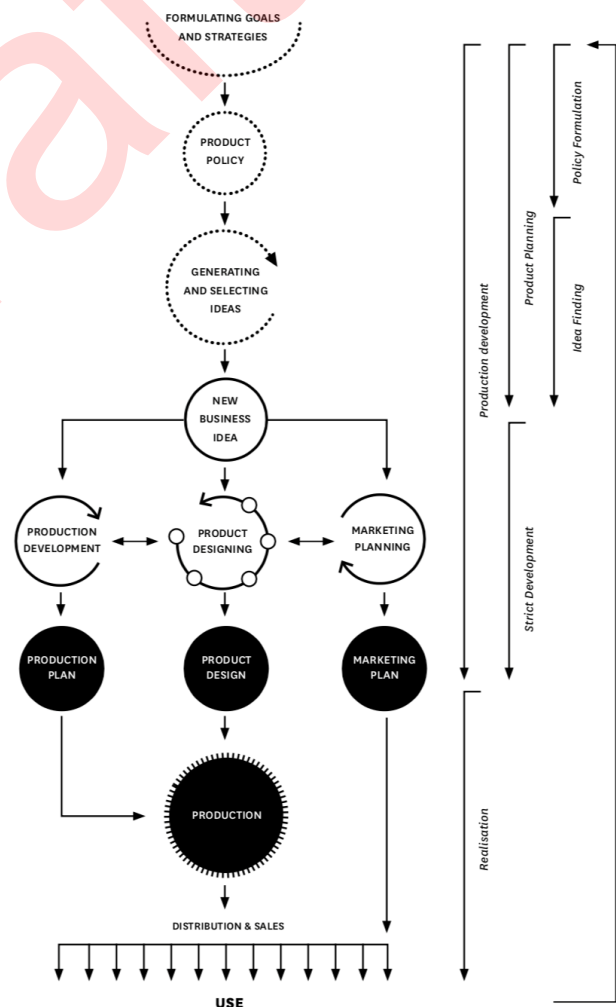 FORMULATING GOALS
AND STRATEGIES
PRODUCT
POLICY
GENERATING
AND SELECTING
IDEAS
NEW
BUSINESS
IDEA
PRODUCTION
DEVELOPMENT
PRODUCT
DESIGNING
MARKETING
PLANNING
PRODUCTION
PLAN
PRODUCT
DESIGN
MARKETING
PLAN
PRODUCTION
DISTRIBUTION & SALES
USE
Production development
Product Planning
Policy Formulation
Idea Finding
Strict Development
Realisation